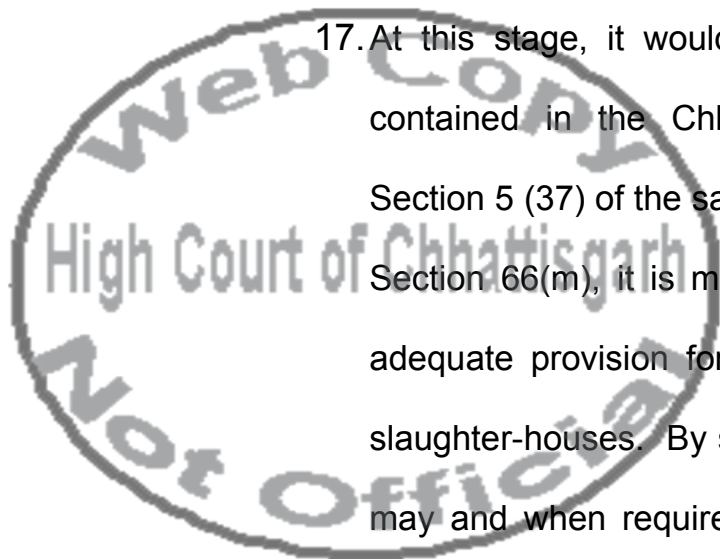 17. At this stage, it would
contained in the Chh
Section 5 (37) of the sa
Section 66(m), it is m
adequate provision for
slaughter-houses. By s
may and when require
Web Copy
High Court of Chhattisgarh
Not Official